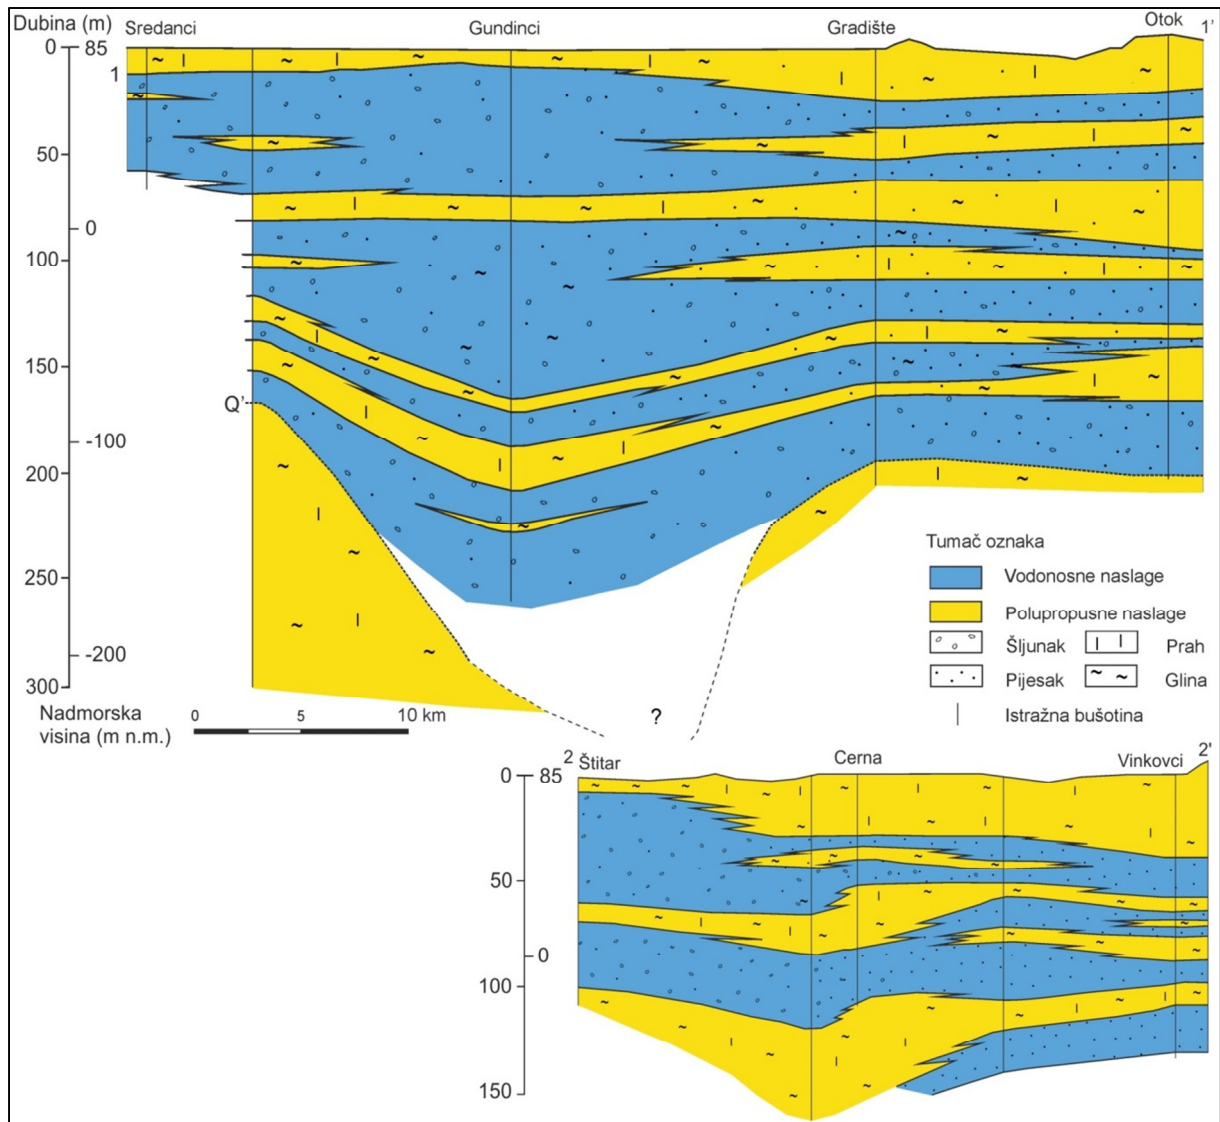 Dubina (m)
Sredanci
Gundinci
Gradište
Otok
1'
0
85
1
50
0
100
150
Q'
-100
200
250
-200
300
Nadmorska
visina (m n.m.)
0
5
10 km
?
Tumač oznaka
Vodonosne naslage
Polupropusne naslage
Šljunak
Prah
Pijesak
Glina
Istražna bušotina
2
Štitar
Cerna
Vinkovci
2'
0
85
50
0
100
150